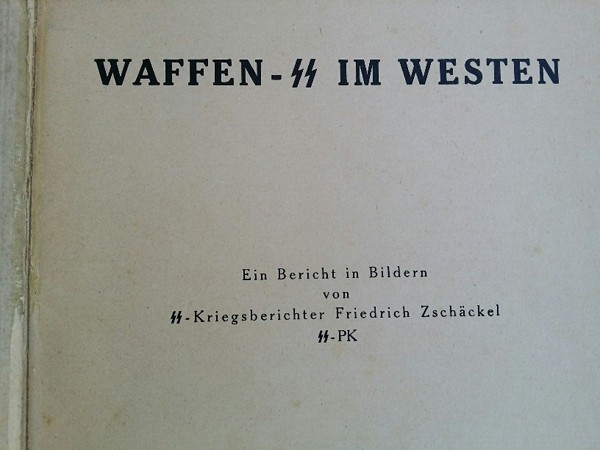 WAFFEN-ᛋᛋ IM WESTEN
Ein Bericht in Bildern
von
ᛋᛋ-Kriegsberichter Friedrich Zschäckel
ᛋᛋ-PK